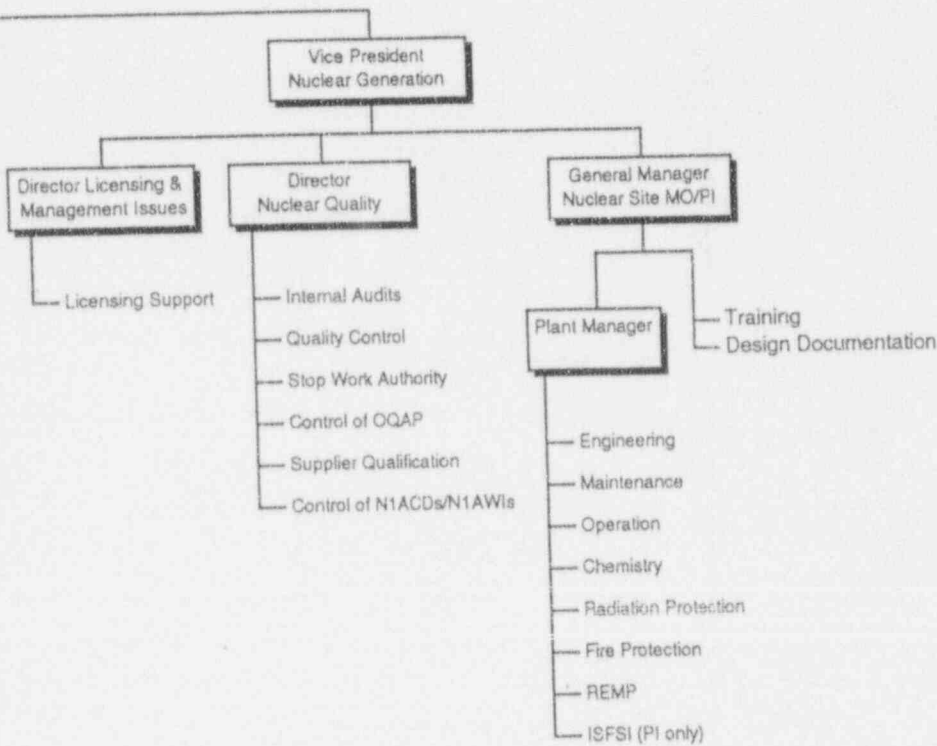 Vice President
Nuclear Generation
Director Licensing &
Management Issues
Director
Nuclear Quality
General Manager
Nuclear Site MO/PI
Licensing Support
Internal Audits
Quality Control
Stop Work Authority
Control of OQAP
Supplier Qualification
Control of N1ACDs/N1AWIs
Plant Manager
Training
Design Documentation
Engineering
Maintenance
Operation
Chemistry
Radiation Protection
Fire Protection
REMP
ISFSI (PI only)